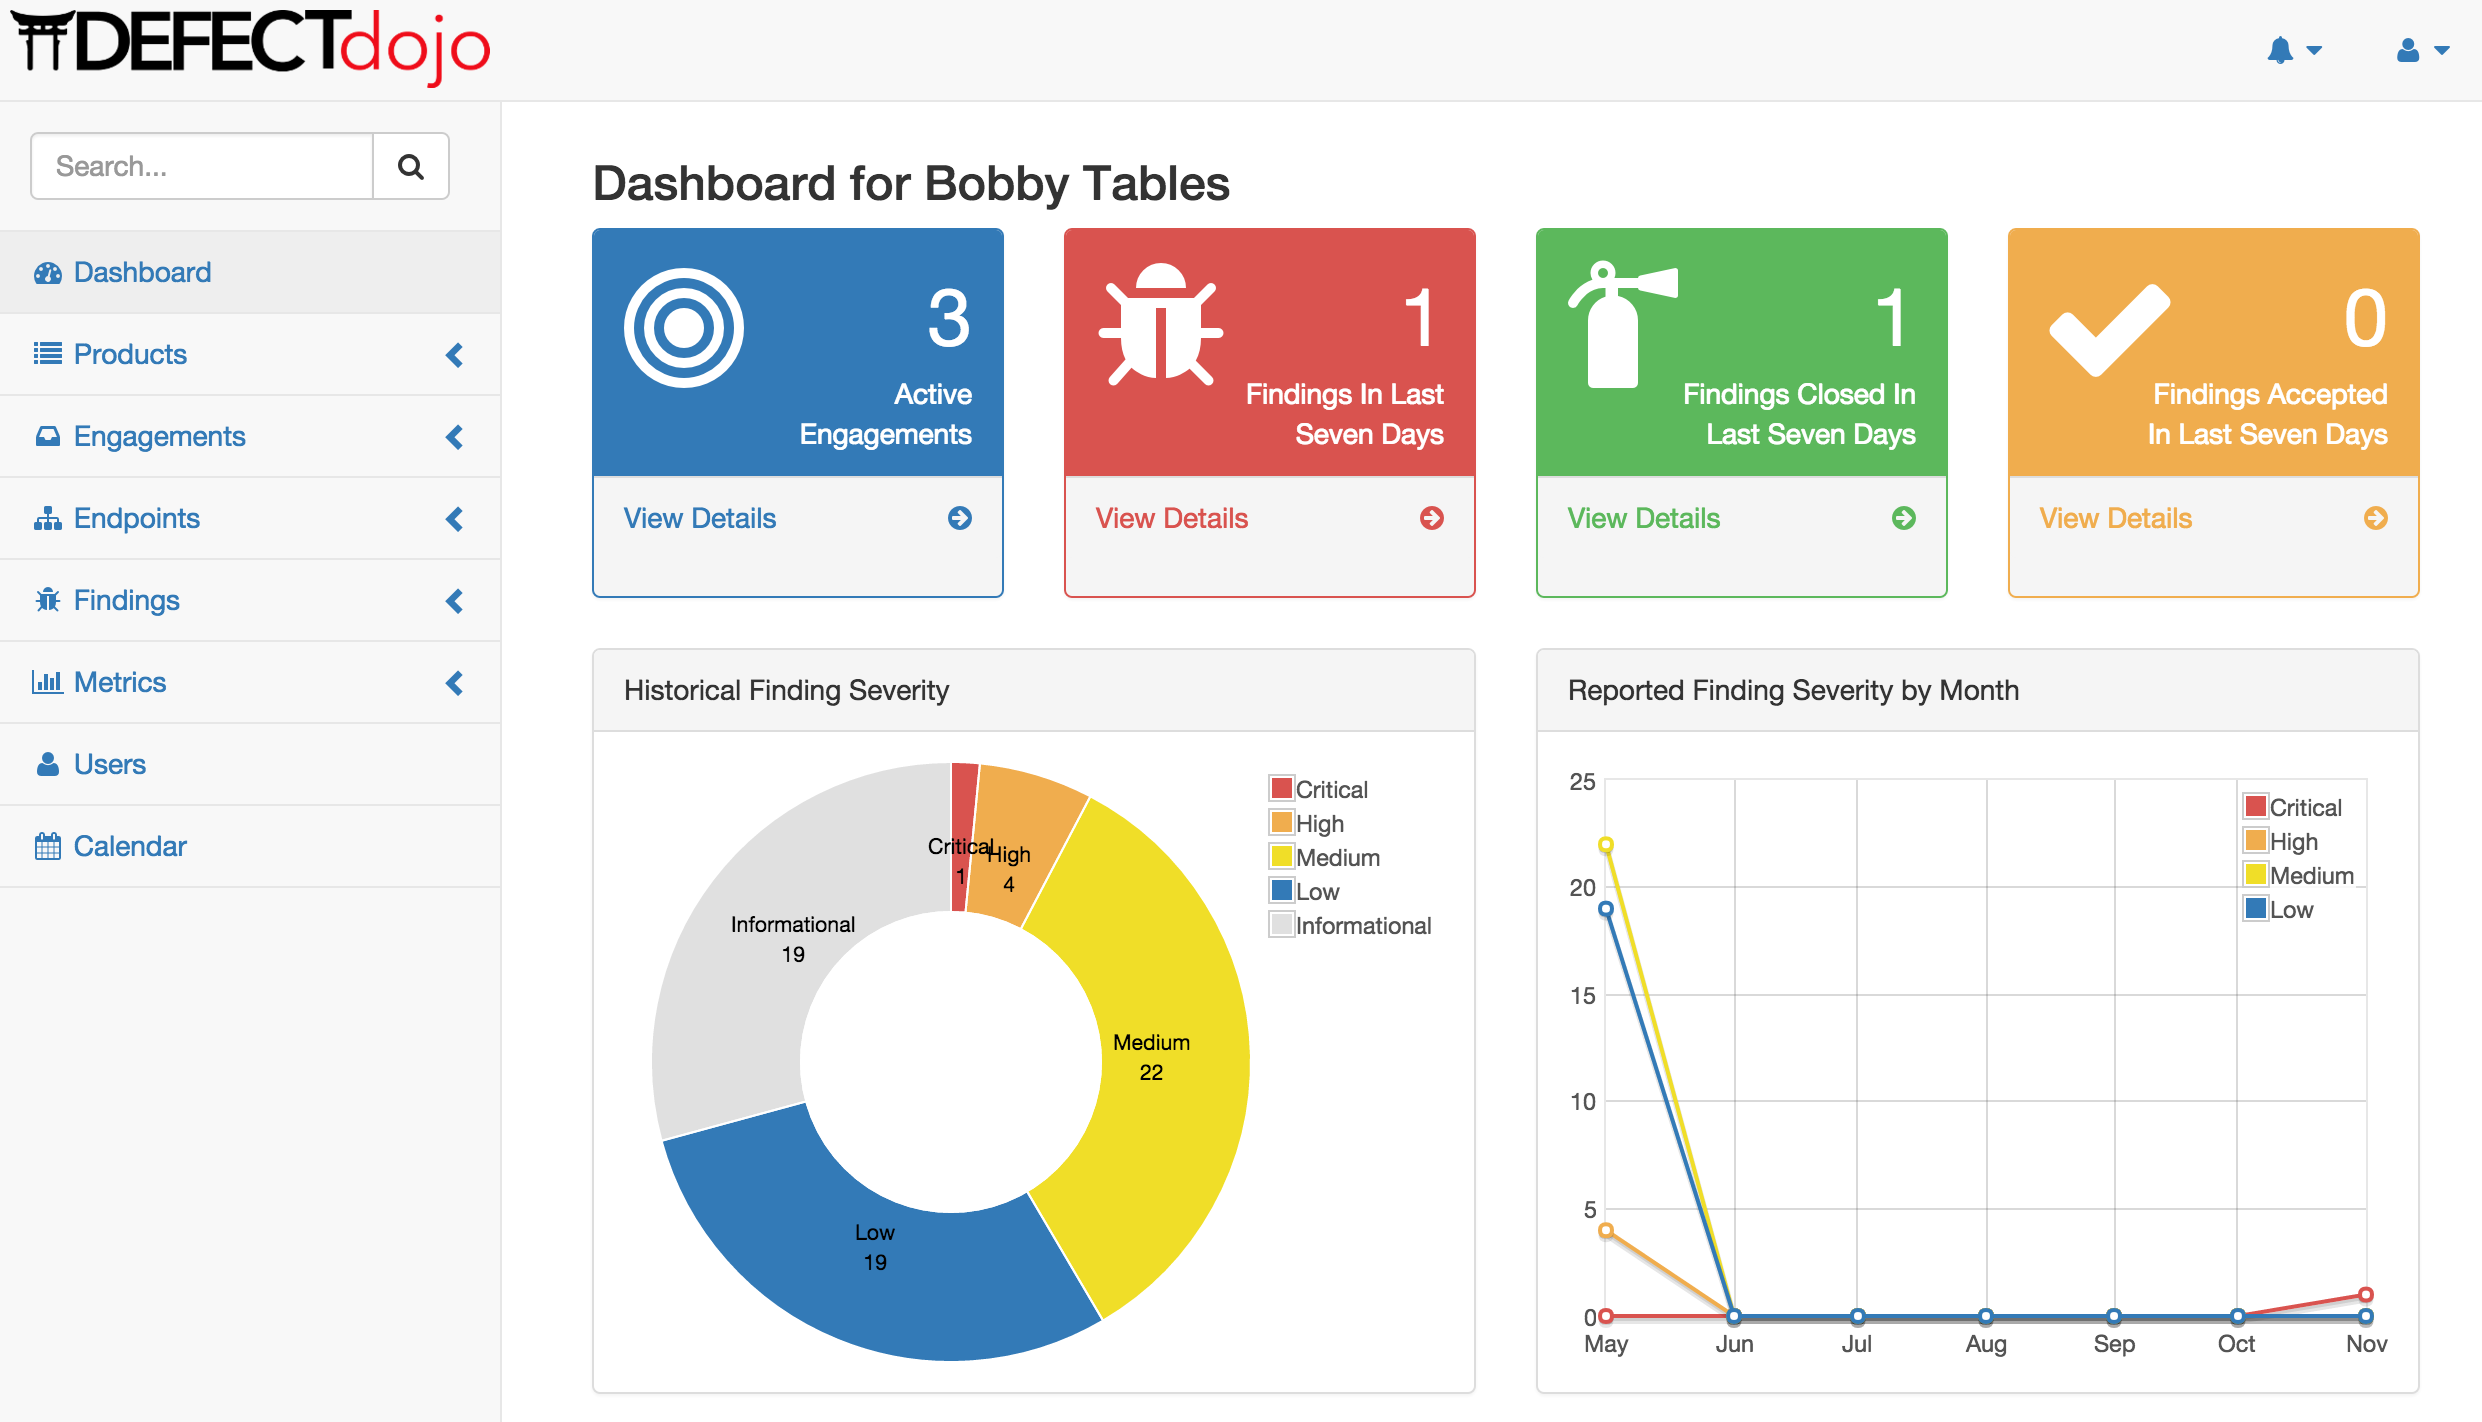 DEFECTdojo
Search...
Dashboard
Products
Engagements
Endpoints
Findings
Metrics
Users
Calendar
Dashboard for Bobby Tables
3
Active
Engagements
View Details
1
Findings In Last
Seven Days
View Details
1
Findings Closed In
Last Seven Days
View Details
0
Findings Accepted
In Last Seven Days
View Details
Historical Finding Severity
Critical
1
High
4
Medium
22
Low
19
Informational
19
Critical
High
Medium
Low
Informational
Reported Finding Severity by Month
25
20
15
10
5
0
May Jun Jul Aug Sep Oct Nov
Critical
High
Medium
Low